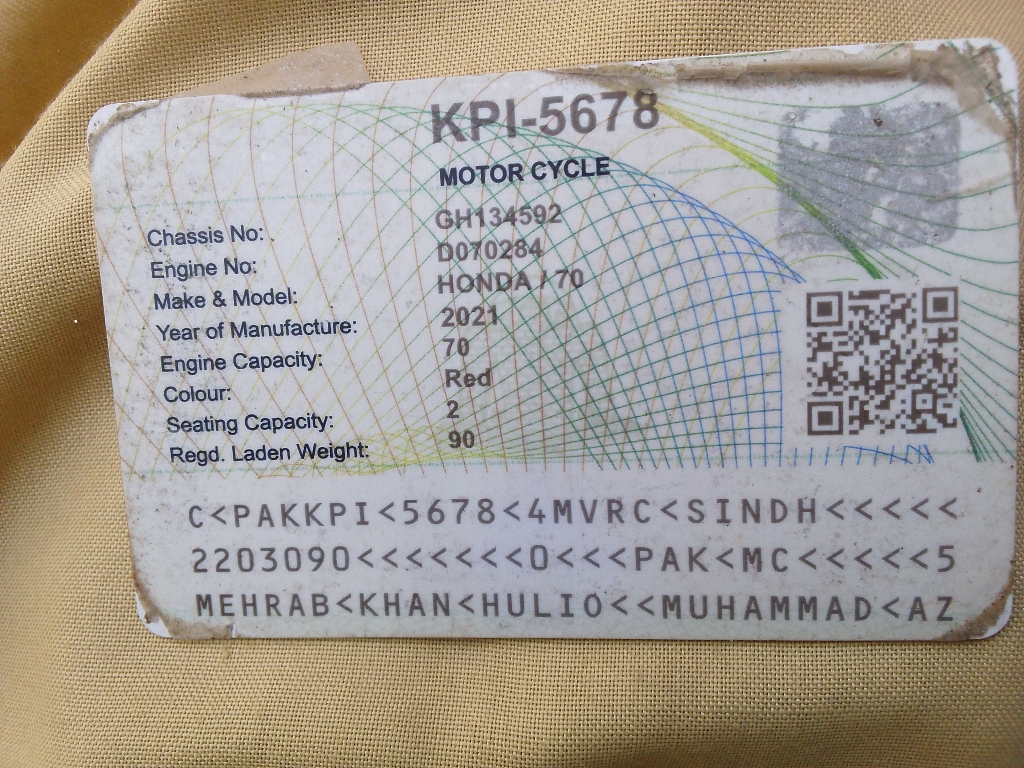 KPI-5678
MOTOR CYCLE
Chassis No: GH134592
Engine No: D070284
Make & Model: HONDA / 70
Year of Manufacture: 2021
Engine Capacity: 70
Colour: Red
Seating Capacity: 2
Regd. Laden Weight: 90
C<PAKKPI<5678<4MVRC<SINDH<<<<<
2203090<<<<<<<0<<<PAK<MC<<<<<5
MEHRAB<KHAN<HULIO<<MUHAMMAD<AZ